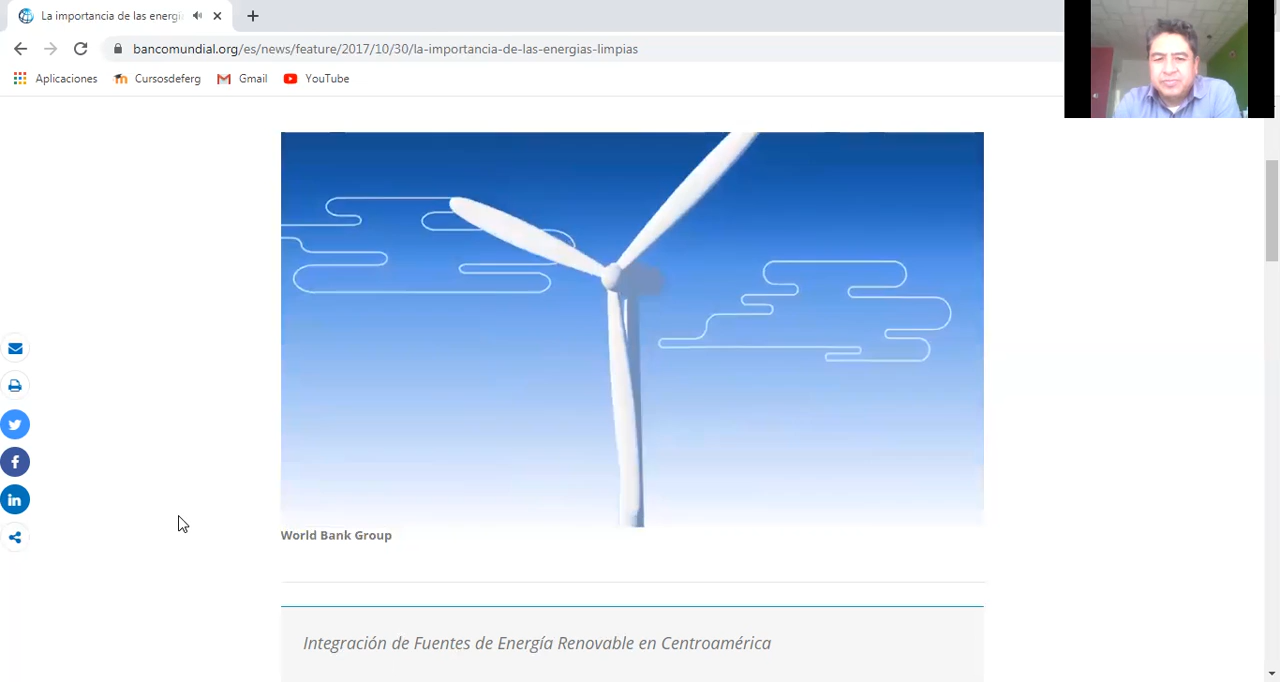 La importancia de las energi
bancomundial.org/es/news/feature/2017/10/30/la-importancia-de-las-energias-limpias
Aplicaciones Cursosdeferg Gmail YouTube
World Bank Group
Integración de Fuentes de Energía Renovable en Centroamérica